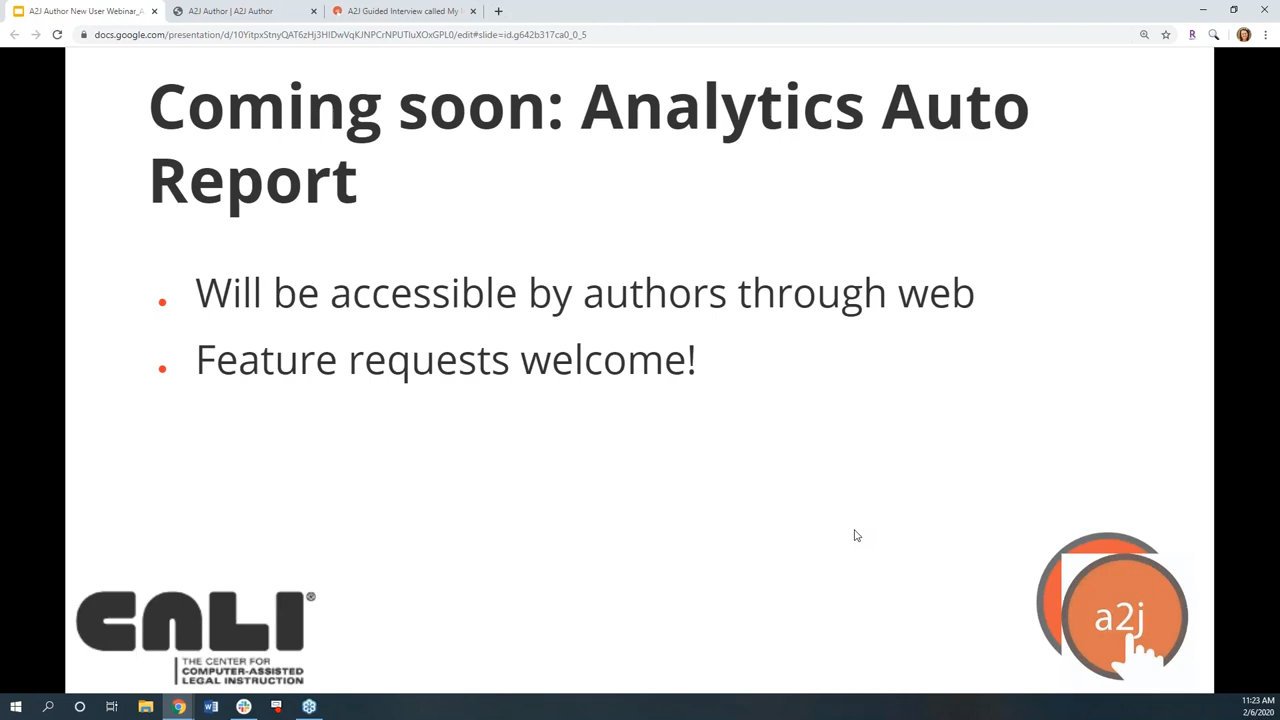 A2J Author New User Webinar_A
A2J Author | A2J Author
A2J Guided Interview called My
docs.google.com/presentation/d/10YitpxStnyQAT6zHj3HIDwVqKJNPCrNPUTluXOxGPL0/edit#slide=id.g642b317ca0_0_5
R
Coming soon: Analytics Auto
Report
Will be accessible by authors through web
Feature requests welcome!
CALI®
THE CENTER FOR
COMPUTER-ASSISTED
LEGAL INSTRUCTION
a2j
11:23 AM
2/6/2020